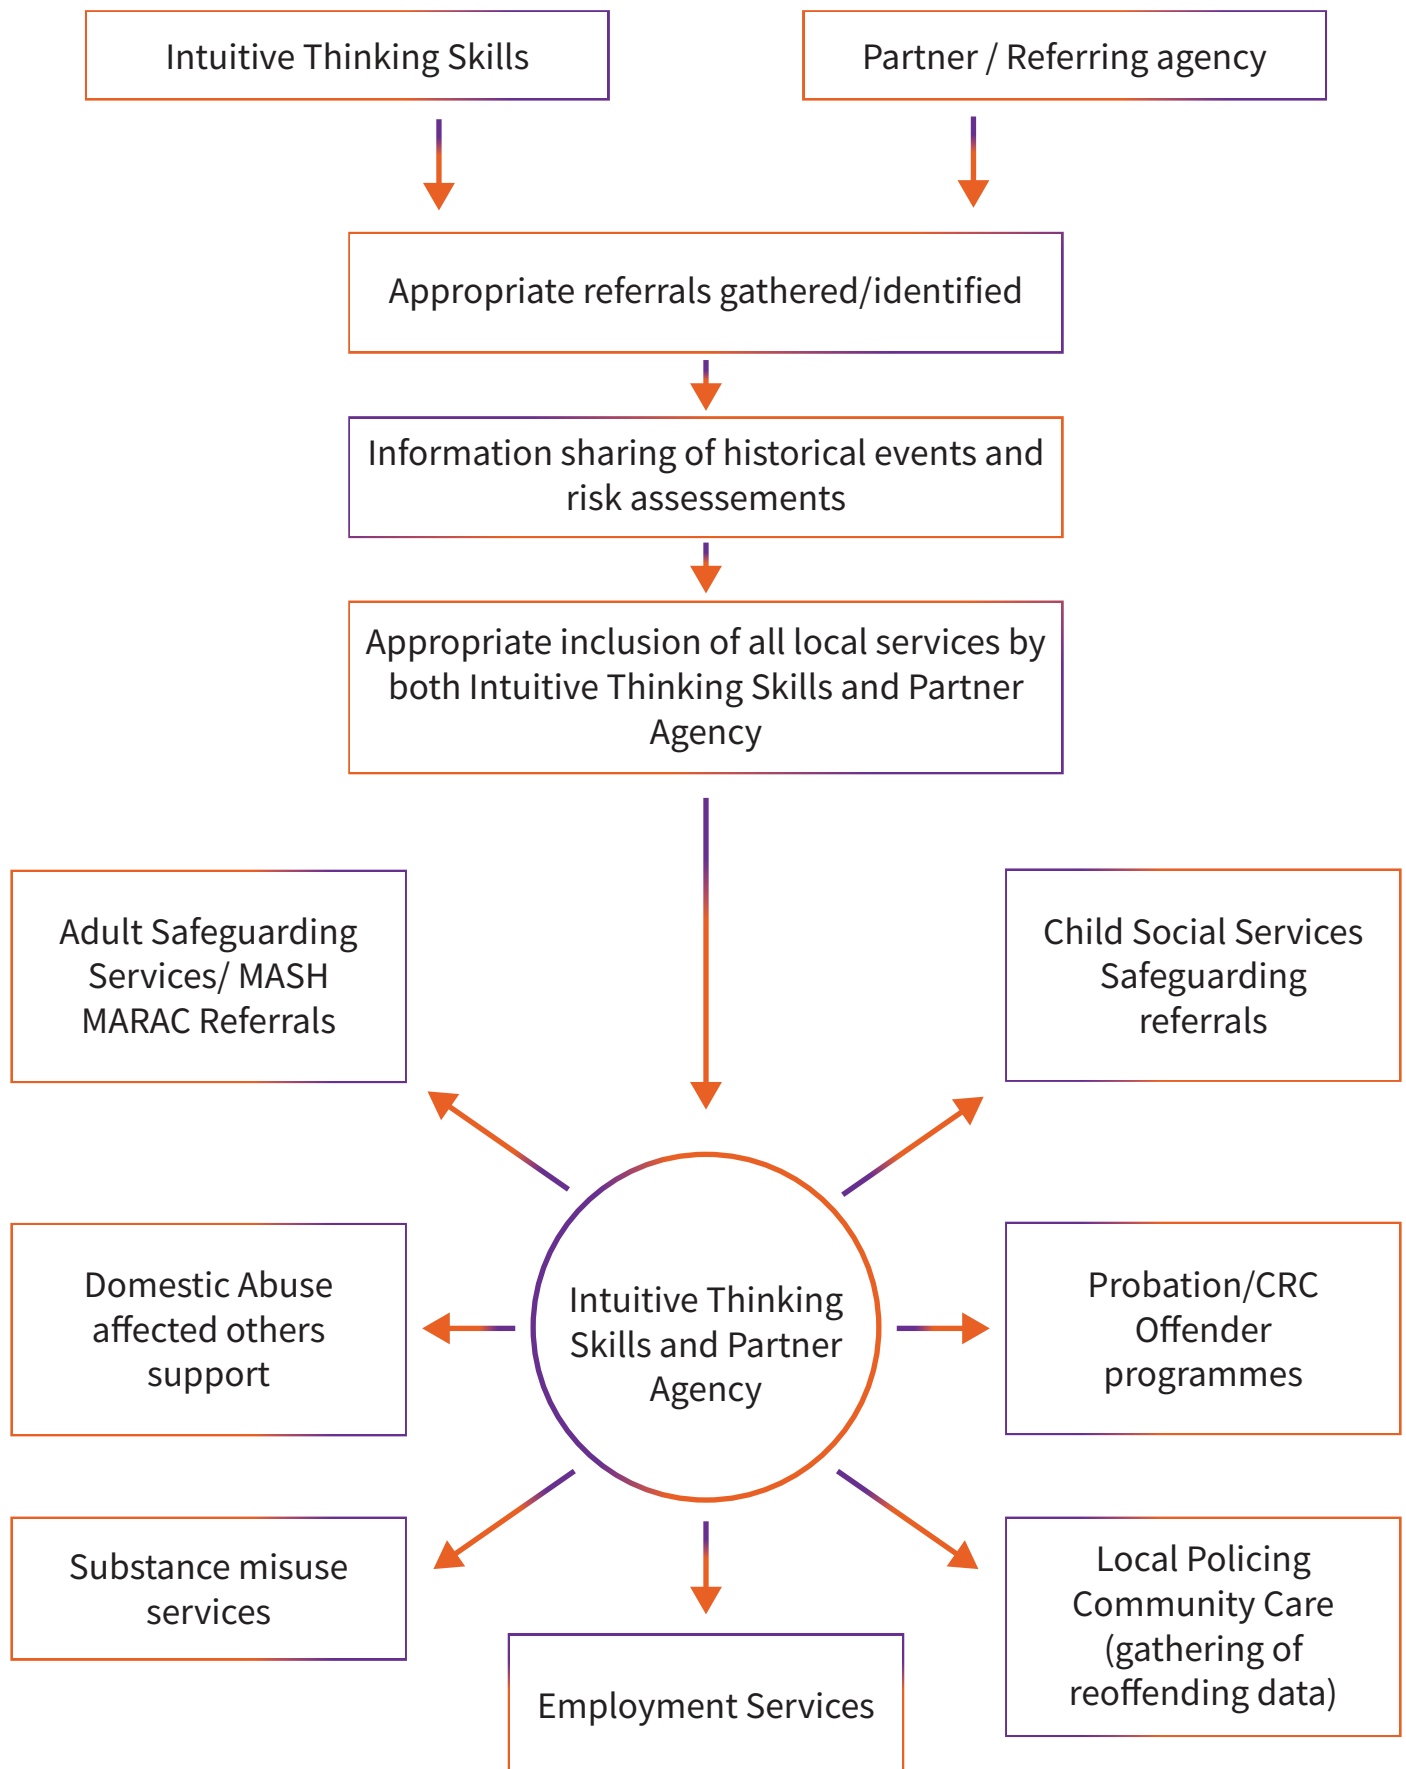 Intuitive Thinking Skills
Partner / Referring agency
Appropriate referrals gathered/identified
Information sharing of historical events and
risk assessements
Appropriate inclusion of all local services by
both Intuitive Thinking Skills and Partner
Agency
Adult Safeguarding
Services/ MASH
MARAC Referrals
Child Social Services
Safeguarding
referrals
Domestic Abuse
affected others
support
Intuitive Thinking
Skills and Partner
Agency
Probation/CRC
Offender
programmes
Substance misuse
services
Employment Services
Local Policing
Community Care
(gathering of
reoffending data)